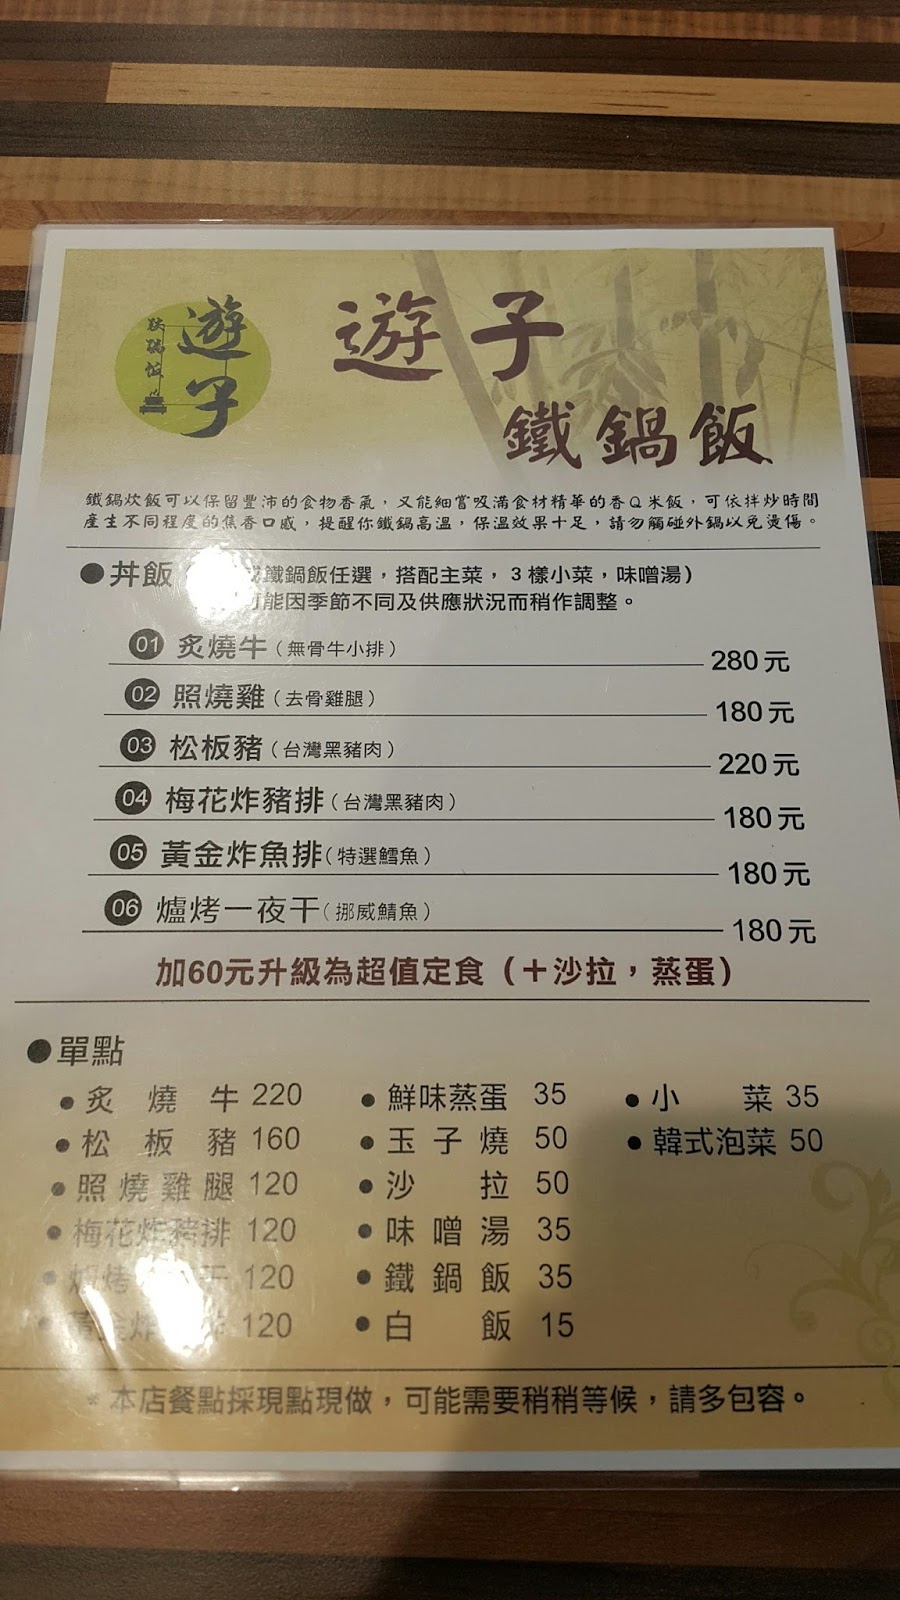 遊子
鐵鍋飯
遊子
鐵鍋飯
鐵鍋炊飯可以保留豐沛的食物香氣，又能細嘗吸滿食材精華的香Q米飯，可依拌炒時間
產生不同程度的焦香口感，提醒你鐵鍋高溫，保溫效果十足，請勿觸碰外鍋以免燙傷。
●丼飯 鐵鍋飯任選，搭配主菜，3樣小菜，味噌湯)
可能因季節不同及供應狀況而稍作調整。
01 炙燒牛(無骨牛小排) 280元
02 照燒雞(去骨雞腿) 180元
03 松板豬(台灣黑豬肉) 220元
04 梅花炸豬排(台灣黑豬肉) 180元
05 黃金炸魚排(特選鱈魚) 180元
06 爐烤一夜干(挪威鯖魚) 180元
加60元升級為超值定食(＋沙拉，蒸蛋)
●單點
●炙燒牛 220 ●鮮味蒸蛋 35 ●小菜 35
●松板豬 160 ●玉子燒 50 ●韓式泡菜 50
●照燒雞腿 120 ●沙拉 50
●梅花炸豬排 120 ●味噌湯 35
●烤 干 120 ●鐵鍋飯 35
金炸 120 ●白飯 15
*本店餐點採現點現做，可能需要稍稍等候，請多包容。